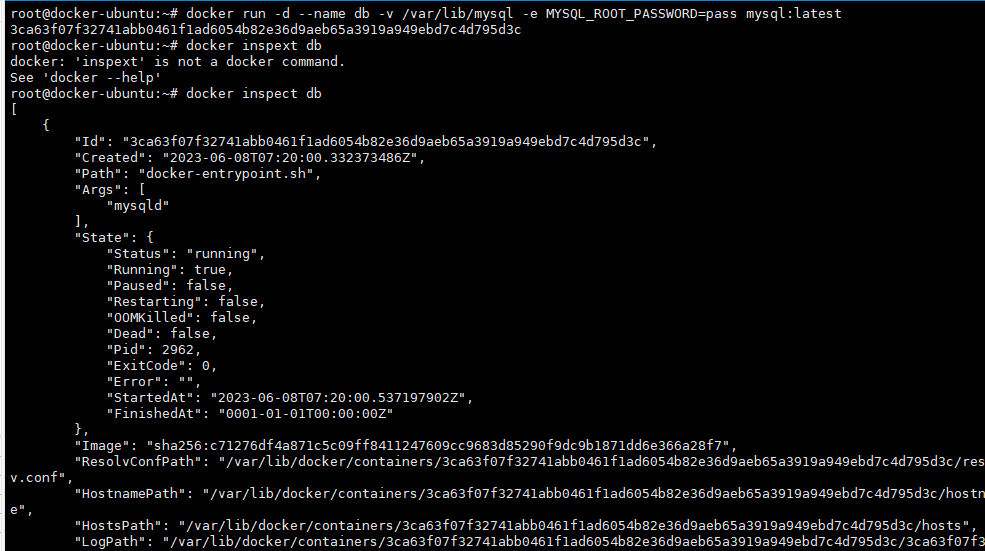 root@docker-ubuntu:~# docker run -d --name db -v /var/lib/mysql -e MYSQL_ROOT_PASSWORD=pass mysql:latest
3ca63f07f32741abb0461f1ad6054b82e36d9aeb65a3919a949ebd7c4d795d3c
root@docker-ubuntu:~# docker inspext db
docker: 'inspext' is not a docker command.
See 'docker --help'
root@docker-ubuntu:~# docker inspect db
[
    {
        "Id": "3ca63f07f32741abb0461f1ad6054b82e36d9aeb65a3919a949ebd7c4d795d3c",
        "Created": "2023-06-08T07:20:00.332373486Z",
        "Path": "docker-entrypoint.sh",
        "Args": [
            "mysqld"
        ],
        "State": {
            "Status": "running",
            "Running": true,
            "Paused": false,
            "Restarting": false,
            "OOMKilled": false,
            "Dead": false,
            "Pid": 2962,
            "ExitCode": 0,
            "Error": "",
            "StartedAt": "2023-06-08T07:20:00.537197902Z",
            "FinishedAt": "0001-01-01T00:00:00Z"
        },
        "Image": "sha256:c71276df4a871c5c09ff8411247609cc9683d85290f9dc9b1871dd6e366a28f7",
        "ResolvConfPath": "/var/lib/docker/containers/3ca63f07f32741abb0461f1ad6054b82e36d9aeb65a3919a949ebd7c4d795d3c/res
v.conf",
        "HostnamePath": "/var/lib/docker/containers/3ca63f07f32741abb0461f1ad6054b82e36d9aeb65a3919a949ebd7c4d795d3c/hostn
e",
        "HostsPath": "/var/lib/docker/containers/3ca63f07f32741abb0461f1ad6054b82e36d9aeb65a3919a949ebd7c4d795d3c/hosts",
        "LogPath": "/var/lib/docker/containers/3ca63f07f32741abb0461f1ad6054b82e36d9aeb65a3919a949ebd7c4d795d3c/3ca63f07f3